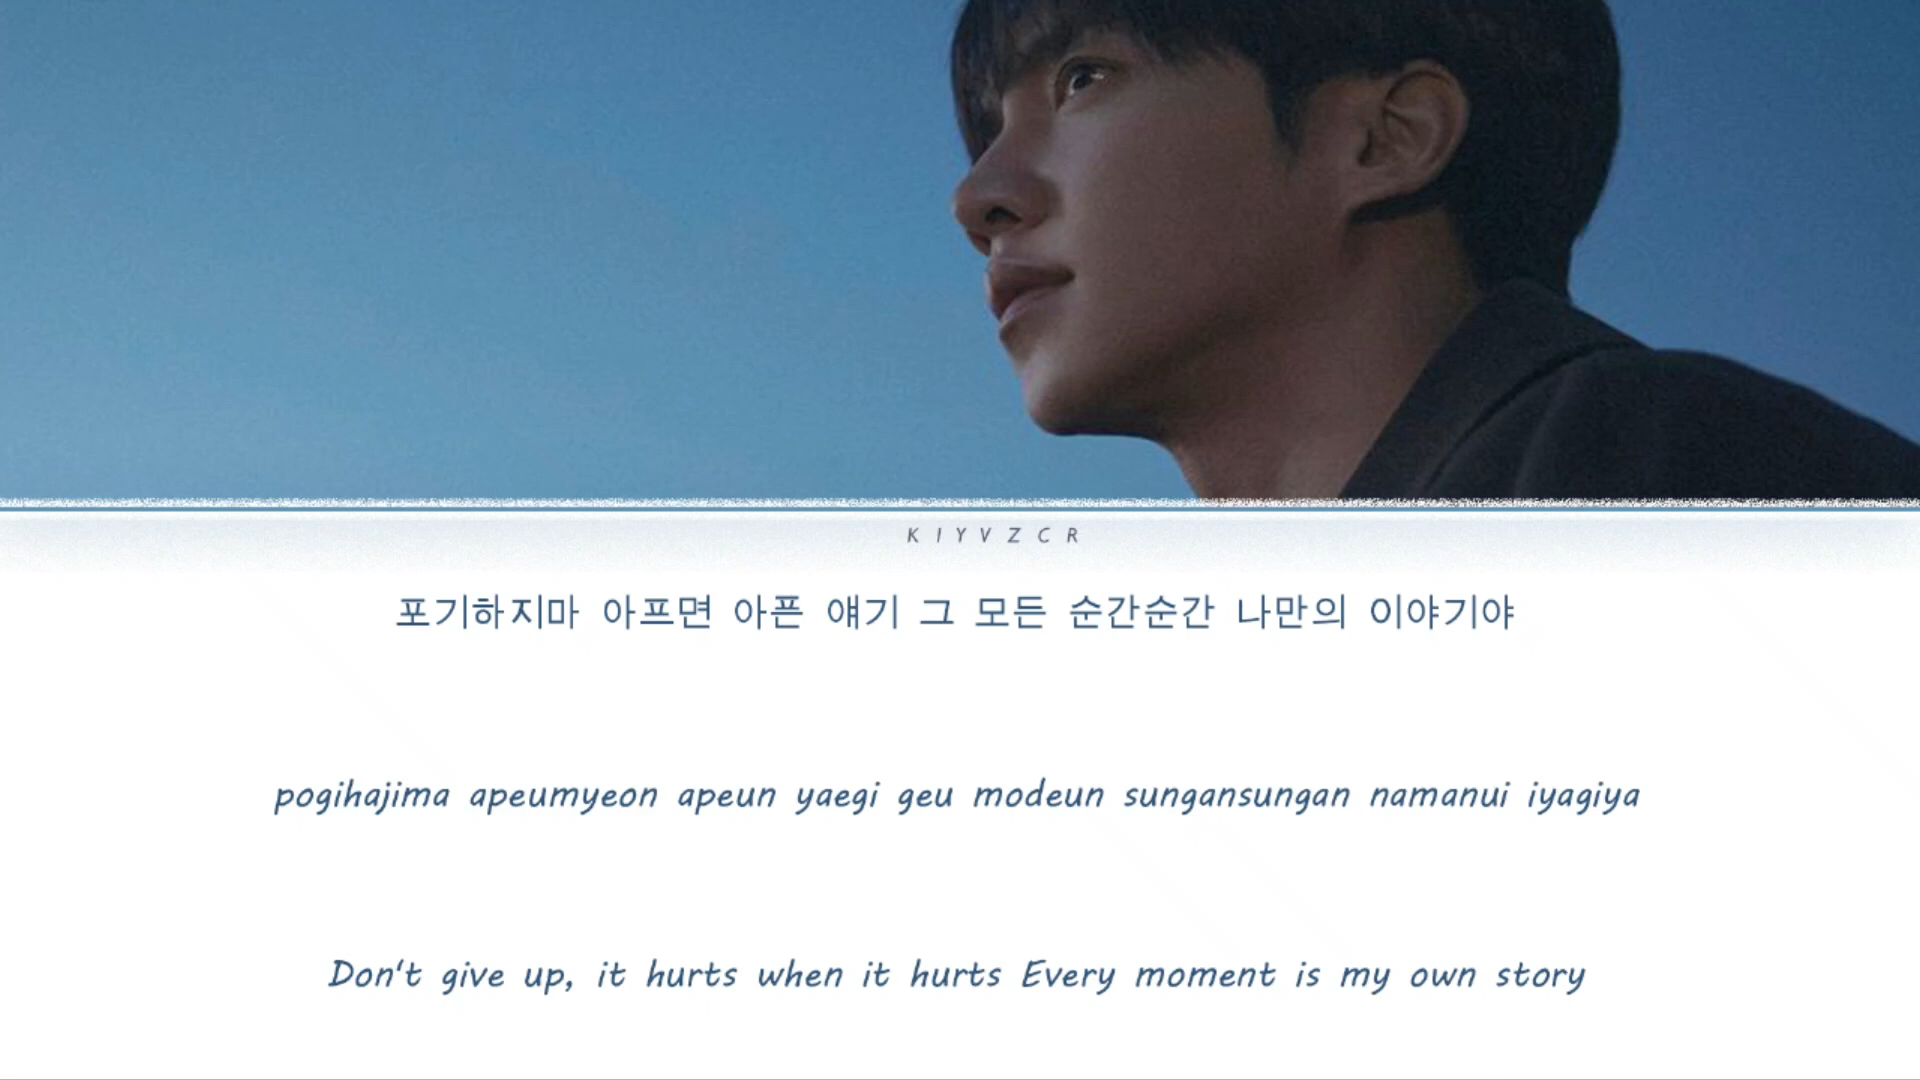 KIYVZCR
포기하지마 아프면 아픈 얘기 그 모든 순간순간 나만의 이야기야
pogihajima apeumyeon apeun yaegi geu modeun sungansungan namanui iyagiya
Don't give up, it hurts when it hurts Every moment is my own story